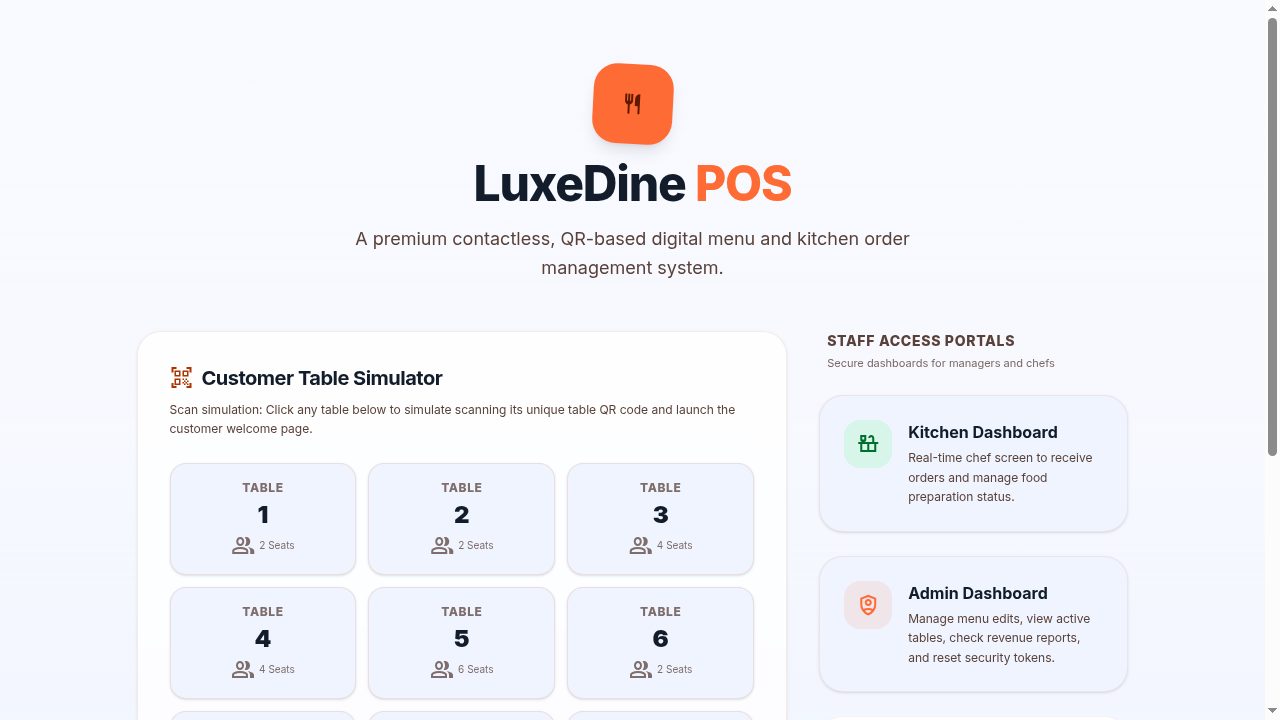 LuxeDine POS
A premium contactless, QR-based digital menu and kitchen order
management system.
Customer Table Simulator
Scan simulation: Click any table below to simulate scanning its unique table QR code and launch the
customer welcome page.
TABLE
1
2 Seats
TABLE
2
2 Seats
TABLE
3
4 Seats
TABLE
4
4 Seats
TABLE
5
6 Seats
TABLE
6
2 Seats
STAFF ACCESS PORTALS
Secure dashboards for managers and chefs
Kitchen Dashboard
Real-time chef screen to receive
orders and manage food
preparation status.
Admin Dashboard
Manage menu edits, view active
tables, check revenue reports,
and reset security tokens.